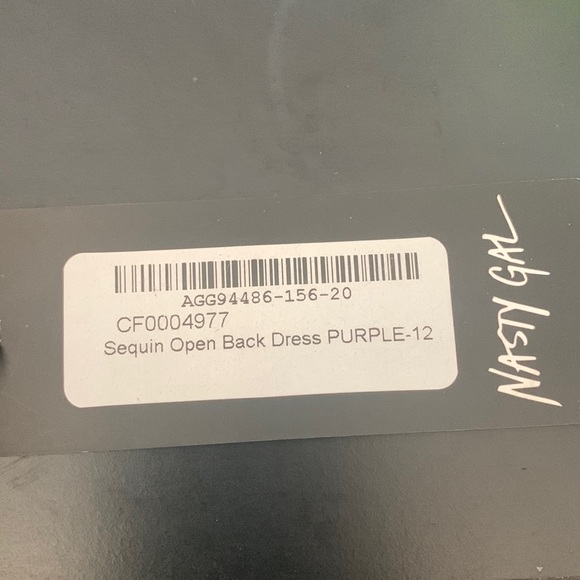 AGG94486-156-20
CF0004977
Sequin Open Back Dress PURPLE-12
NASTY GAL